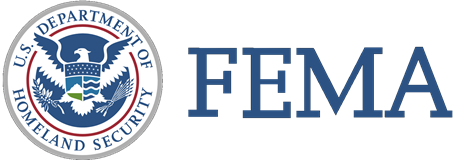 U.S. DEPARTMENT OF
HOMELAND SECURITY
FEMA